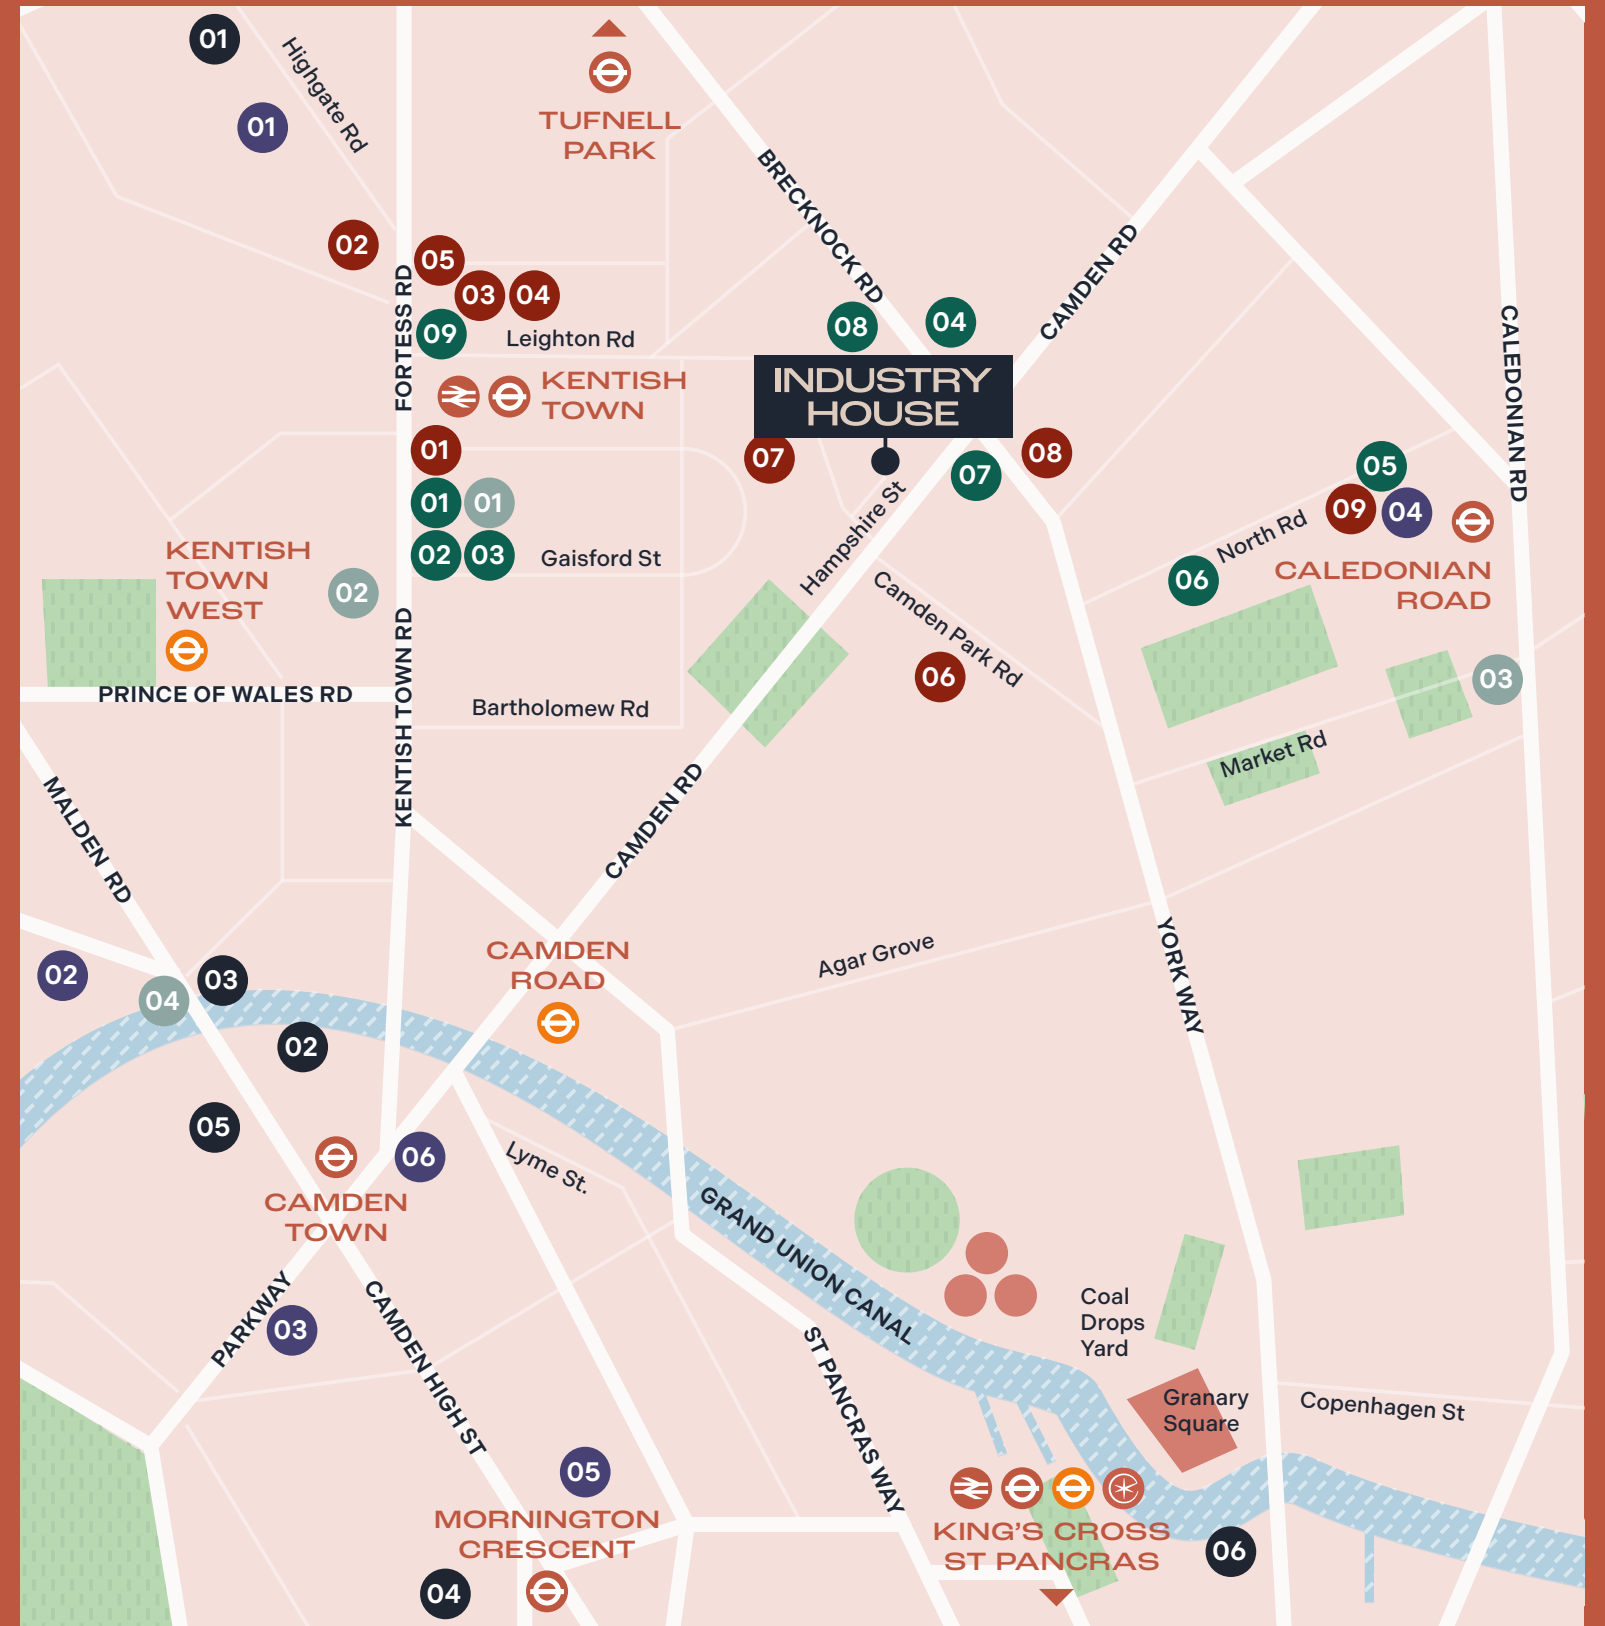 01
Highgate Rd
01
TUFNELL
PARK
BRECKNOCK RD
CAMDEN RD
02
05
03
04
09
FORTESS RD
Leighton Rd
08
04
INDUSTRY
HOUSE
KENTISH
TOWN
CALEDONIAN RD
01
07
07
08
05
09
04
01
01
Hampshire St
North Rd
02
03
Gaisford St
KENTISH
TOWN
WEST
02
06
CALEDONIAN
ROAD
Camden Park Rd
06
03
PRINCE OF WALES RD
KENTISH TOWN RD
Bartholomew Rd
Market Rd
MALDEN RD
CAMDEN RD
CAMDEN
ROAD
Agar Grove
YORK WAY
02
04
03
02
05
06
Lyme St.
CAMDEN
TOWN
GRAND UNION CANAL
PARKWAY
03
CAMDEN HIGH ST
ST PANCRAS WAY
Coal
Drops
Yard
Granary
Square
Copenhagen St
05
MORNINGTON
CRESCENT
04
KING'S CROSS
ST PANCRAS
06